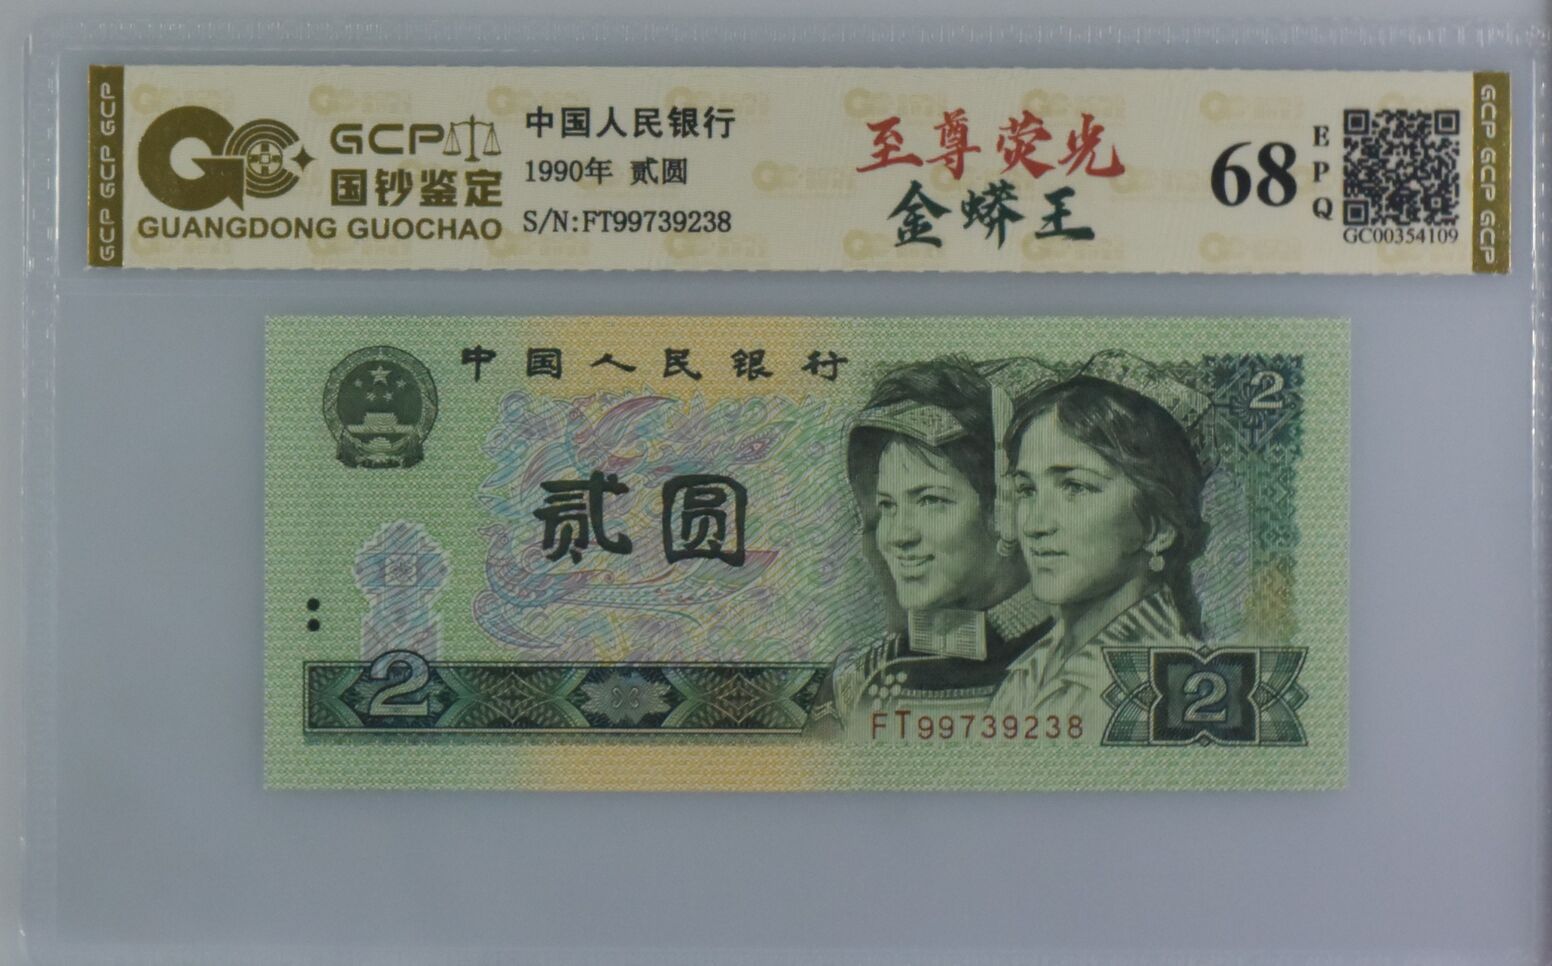 GCP GCP GCP
GCP
国钞鉴定
GUANGDONG GUOCHAO
中国人民银行
1990年 贰圆
S/N:FT99739238
至尊荧光
金蟒王
68
EPQ
GC00354109
GCP GCP GCP
中国人民银行
2
贰圆
2
FT99739238
2